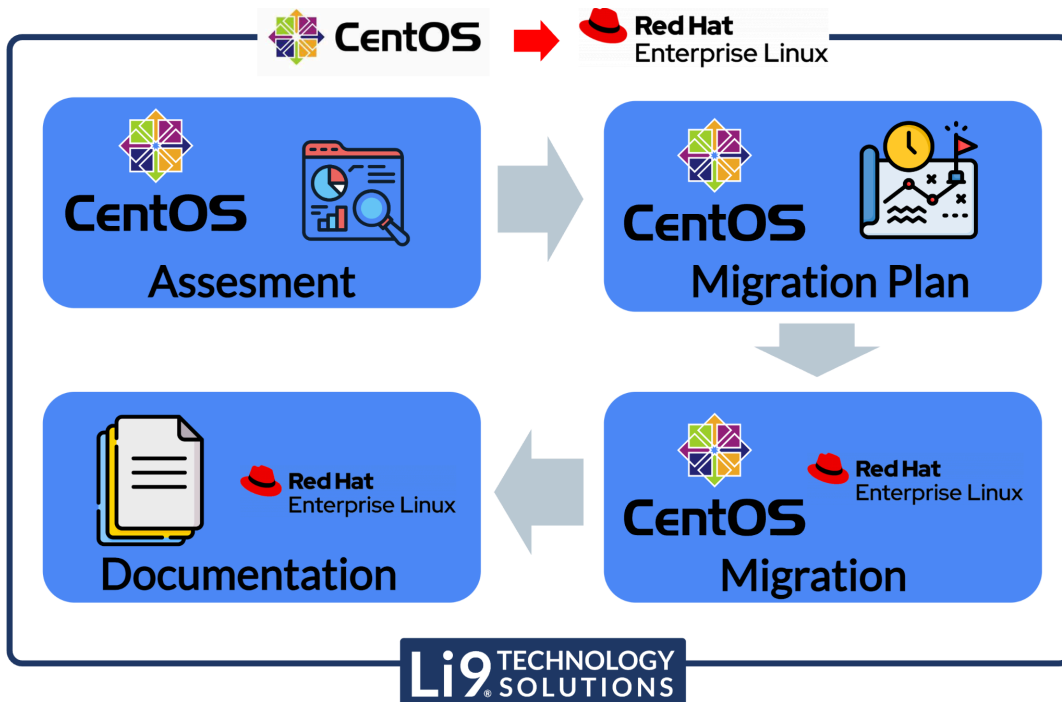 CentOS
Red Hat
Enterprise Linux
CentOS
Assesment
CentOS
Migration Plan
Red Hat
Enterprise Linux
Documentation
CentOS
Red Hat
Enterprise Linux
Migration
Li9® TECHNOLOGY
SOLUTIONS